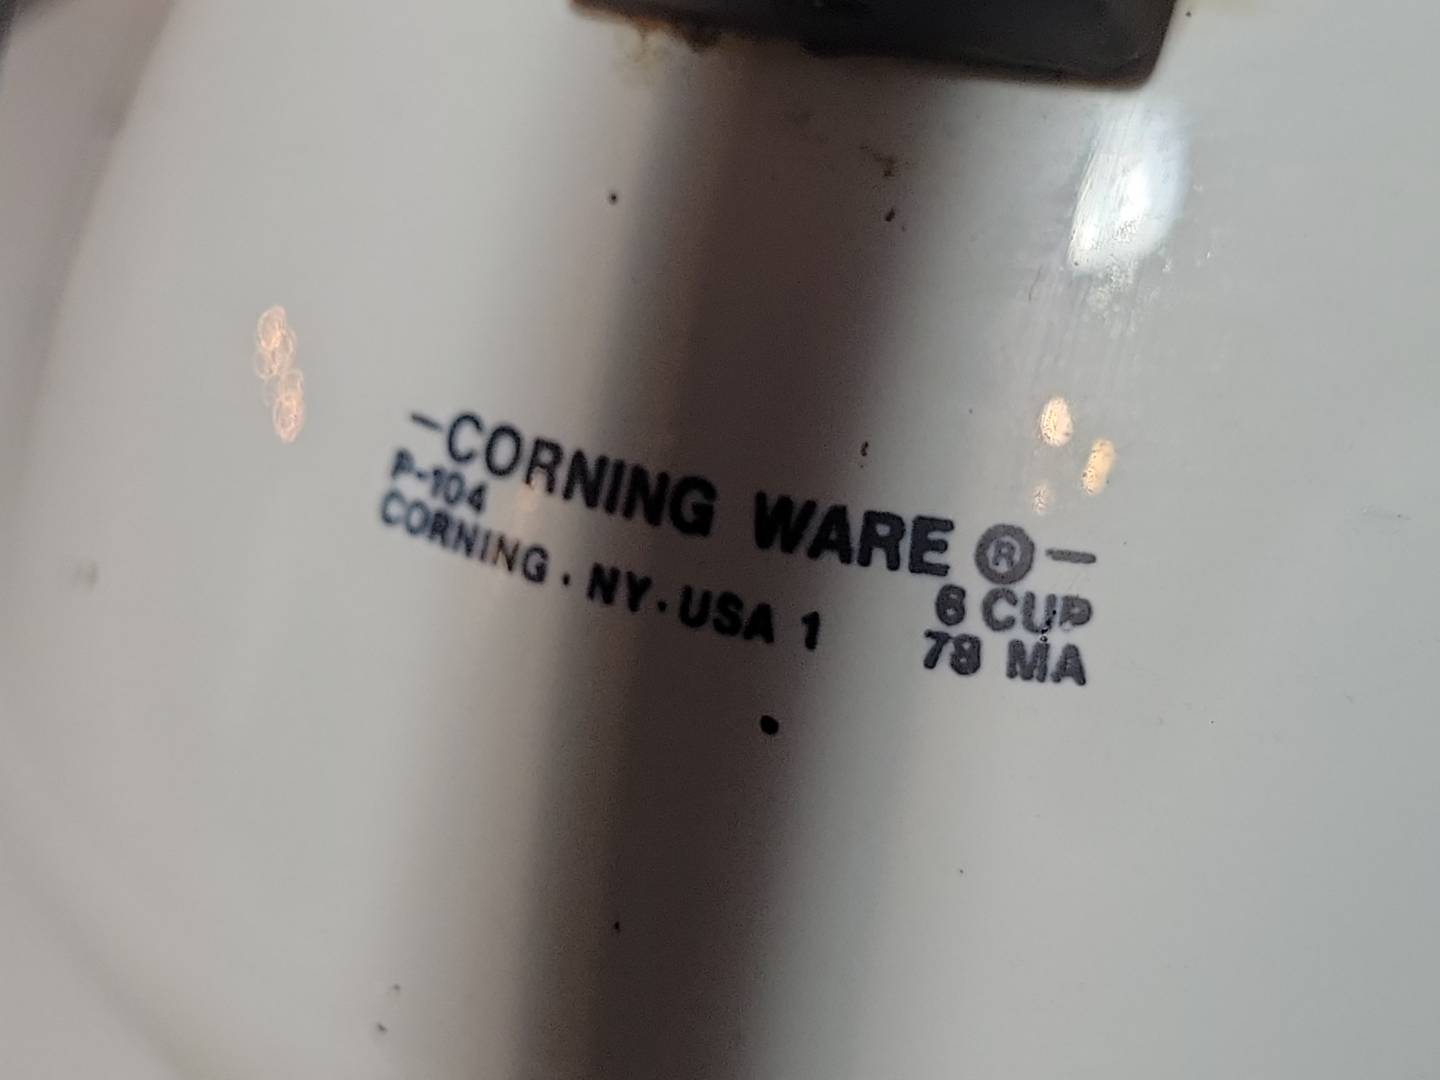 -CORNING WARE ®-
P-104 6 CUP
CORNING · NY · USA 1 78 MA